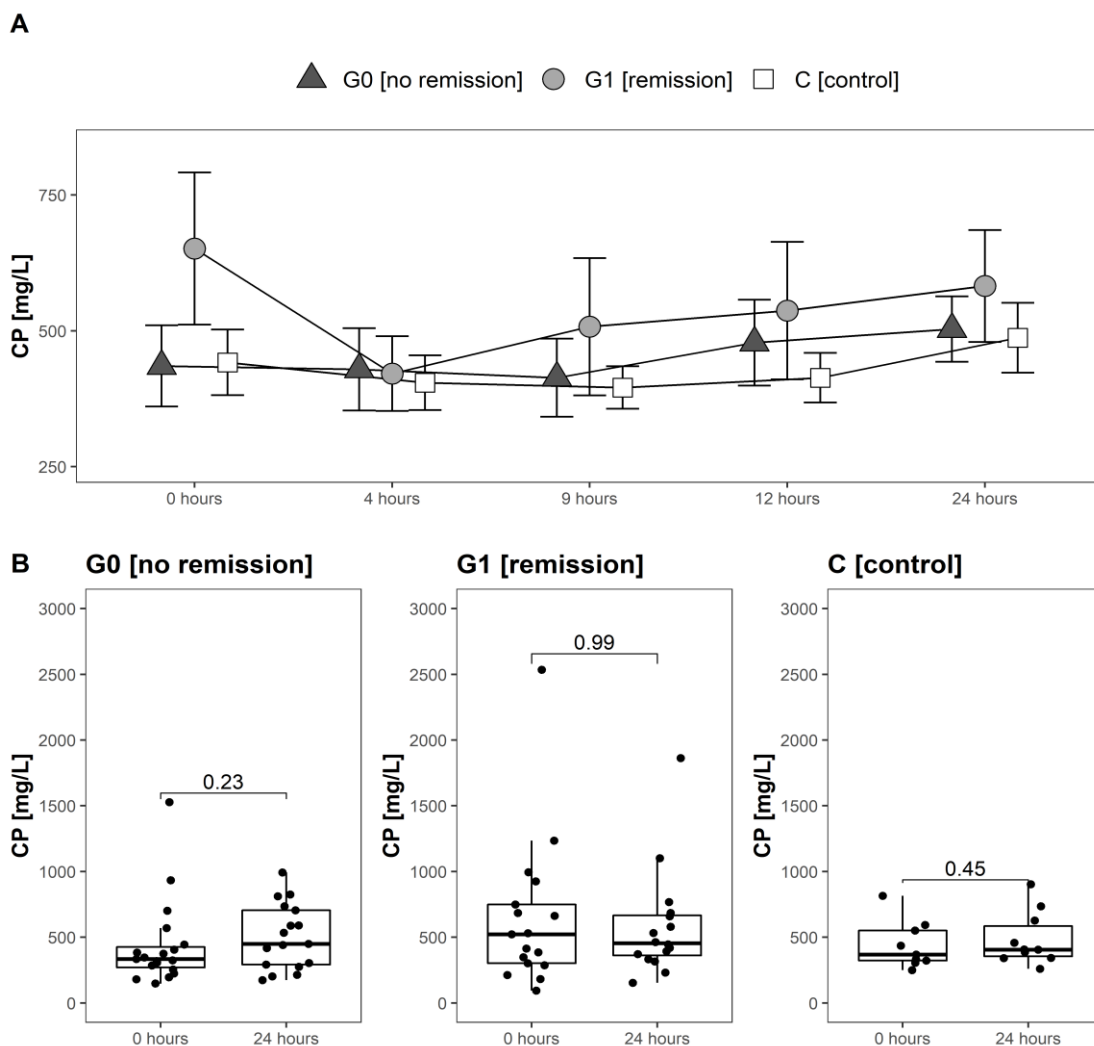 A
G0 [no remission] G1 [remission] C [control]
CP [mg/L]
750
500
250
0 hours 4 hours 9 hours 12 hours 24 hours
B
G0 [no remission] G1 [remission] C [control]
CP [mg/L]
3000
2500
2000
1500
1000
500
0
0.23
0 hours 24 hours
CP [mg/L]
3000
2500
2000
1500
1000
500
0
0.99
0 hours 24 hours
CP [mg/L]
3000
2500
2000
1500
1000
500
0
0.45
0 hours 24 hours